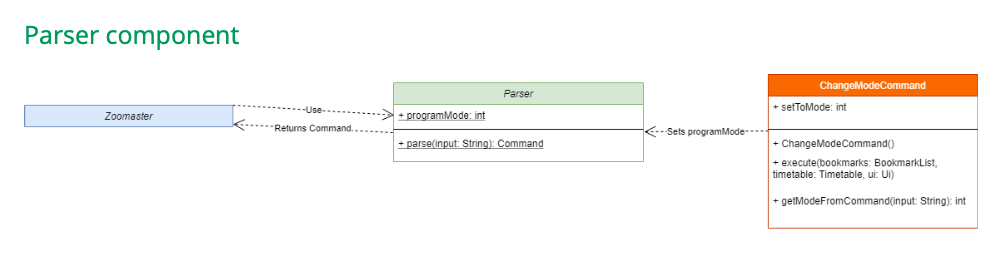 Parser component
Zoomaster
Use
Returns Command
Parser
+ programMode: int
+ parse(input: String): Command
Sets programMode
ChangeModeCommand
+ setToMode: int
+ ChangeModeCommand()
+ execute(bookmarks: BookmarkList,
timetable: Timetable, ui: Ui)
+ getModeFromCommand(input: String): int